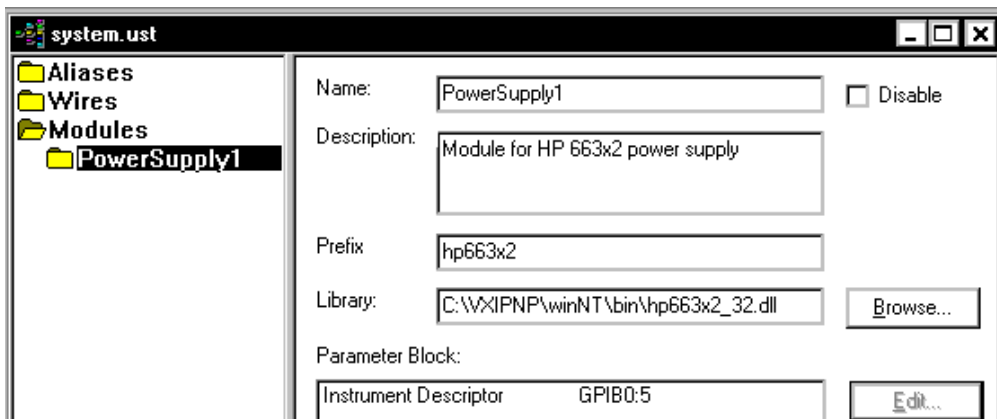 system.ust
Aliases
Wires
Modules
PowerSupply1
Name: PowerSupply1 Disable
Description: Module for HP 663x2 power supply
Prefix hp663x2
Library: C:\VXIPNP\winNT\bin\hp663x2_32.dll Browse...
Parameter Block:
Instrument Descriptor GPIB0:5 Edit...